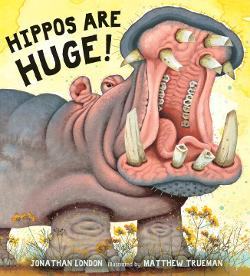 HIPPOS ARE
HUGE!
JONATHAN LONDON illustrated by MATTHEW TRUEMAN